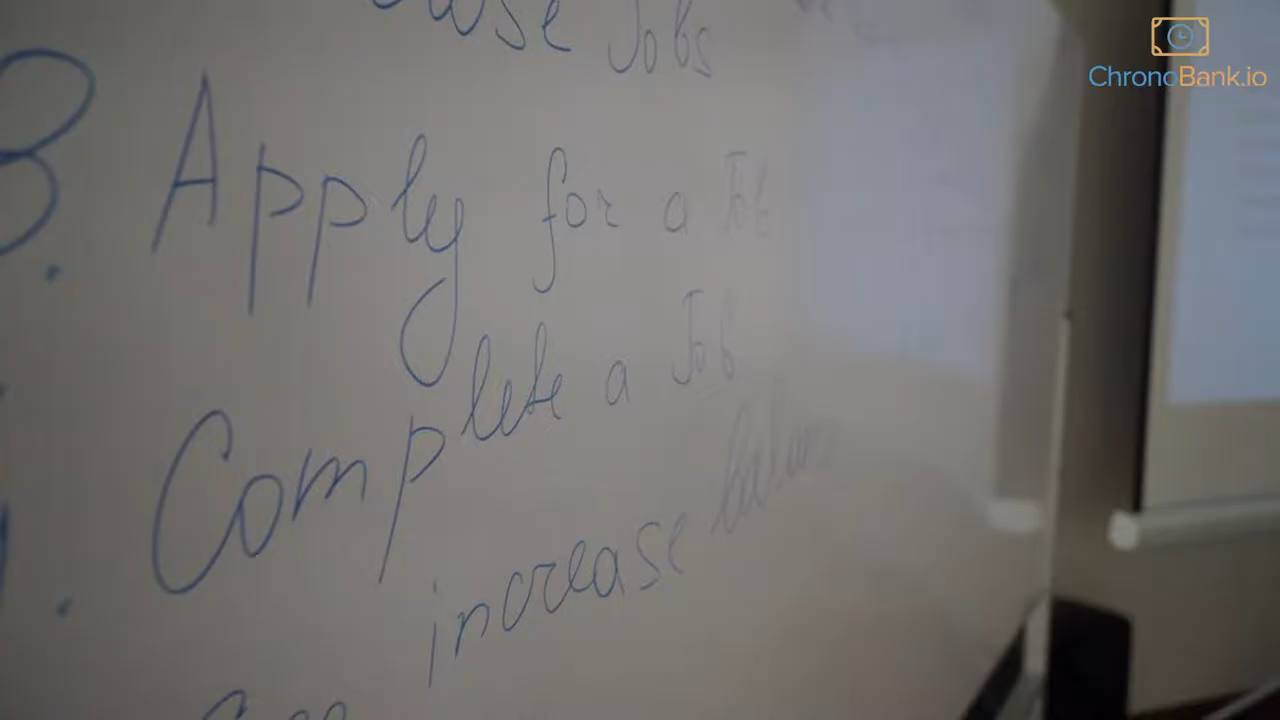 Jobs
ChronoBank.io
3. Apply for a Job
Complete a Job
increase